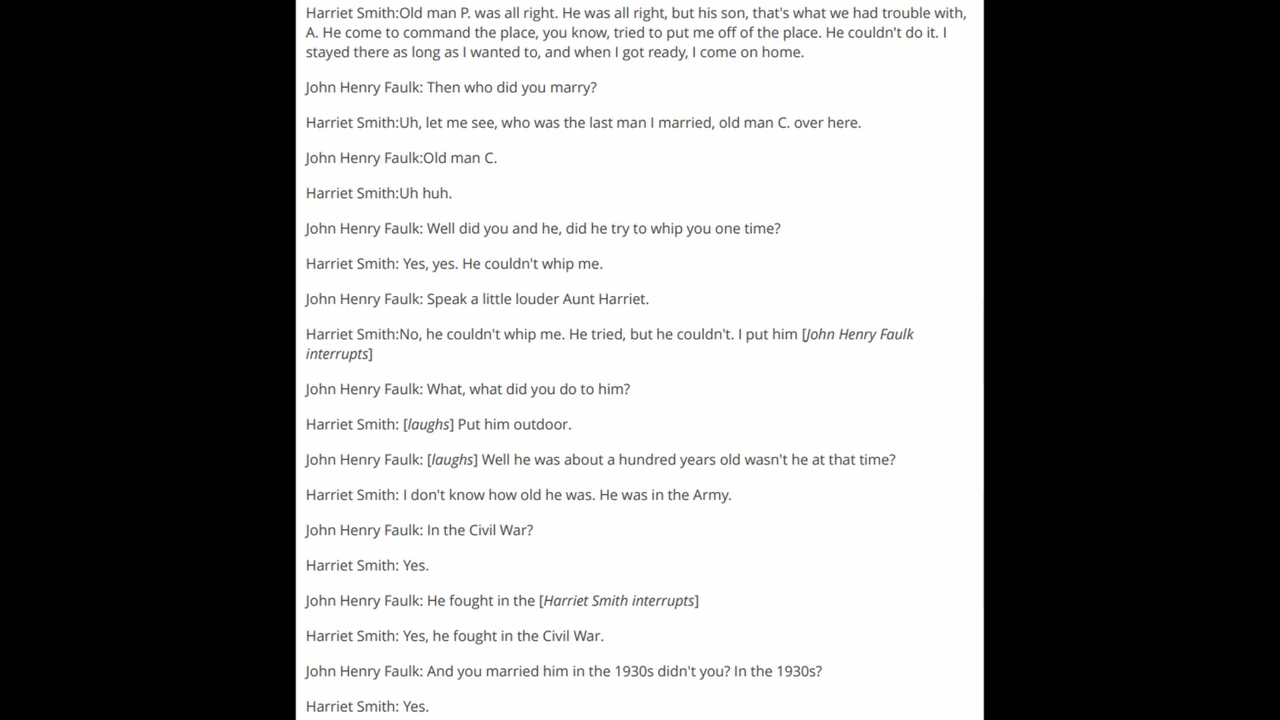 Harriet Smith:Old man P. was all right. He was all right, but his son, that's what we had trouble with,
A. He come to command the place, you know, tried to put me off of the place. He couldn't do it. I
stayed there as long as I wanted to, and when I got ready, I come on home.
John Henry Faulk: Then who did you marry?
Harriet Smith:Uh, let me see, who was the last man I married, old man C. over here.
John Henry Faulk:Old man C.
Harriet Smith:Uh huh.
John Henry Faulk: Well did you and he, did he try to whip you one time?
Harriet Smith: Yes, yes. He couldn't whip me.
John Henry Faulk: Speak a little louder Aunt Harriet.
Harriet Smith:No, he couldn't whip me. He tried, but he couldn't. I put him [John Henry Faulk
interrupts]
John Henry Faulk: What, what did you do to him?
Harriet Smith: [laughs] Put him outdoor.
John Henry Faulk: [laughs] Well he was about a hundred years old wasn't he at that time?
Harriet Smith: I don't know how old he was. He was in the Army.
John Henry Faulk: In the Civil War?
Harriet Smith: Yes.
John Henry Faulk: He fought in the [Harriet Smith interrupts]
Harriet Smith: Yes, he fought in the Civil War.
John Henry Faulk: And you married him in the 1930s didn't you? In the 1930s?
Harriet Smith: Yes.